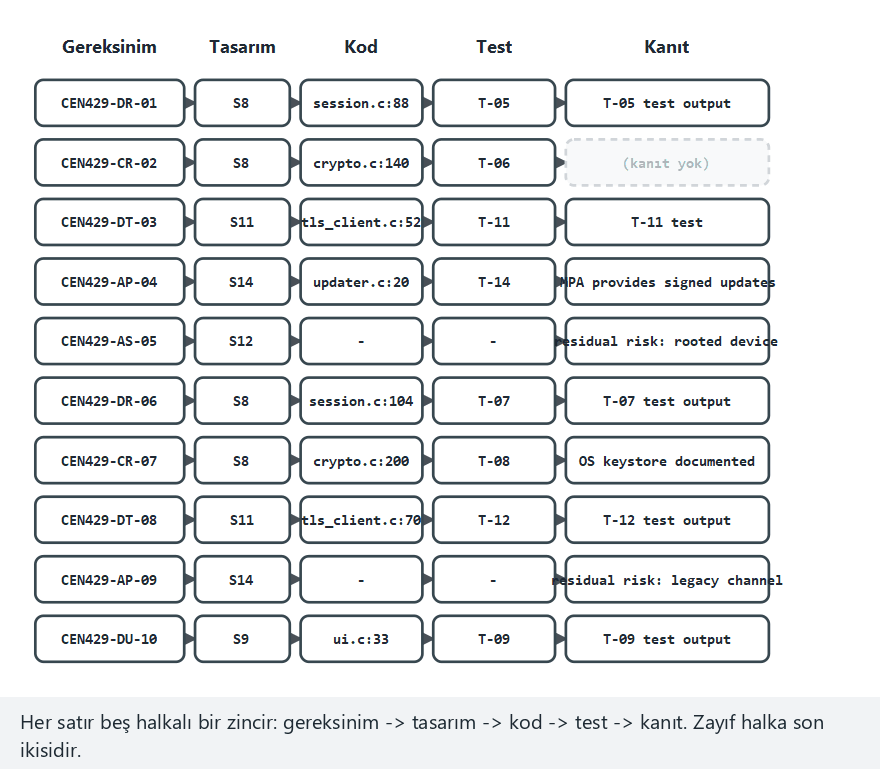 Gereksinim Tasarım Kod Test Kanıt
CEN429-DR-01 S8 session.c:88 T-05 T-05 test output
CEN429-CR-02 S8 crypto.c:140 T-06 (kanıt yok)
CEN429-DT-03 S11 tls_client.c:52 T-11 T-11 test
CEN429-AP-04 S14 updater.c:20 T-14 MPA provides signed updates
CEN429-AS-05 S12 - - residual risk: rooted device
CEN429-DR-06 S8 session.c:104 T-07 T-07 test output
CEN429-CR-07 S8 crypto.c:200 T-08 OS keystore documented
CEN429-DT-08 S11 tls_client.c:70 T-12 T-12 test output
CEN429-AP-09 S14 - - residual risk: legacy channel
CEN429-DU-10 S9 ui.c:33 T-09 T-09 test output
Her satır beş halkalı bir zincir: gereksinim -> tasarım -> kod -> test -> kanıt. Zayıf halka son
ikisidir.